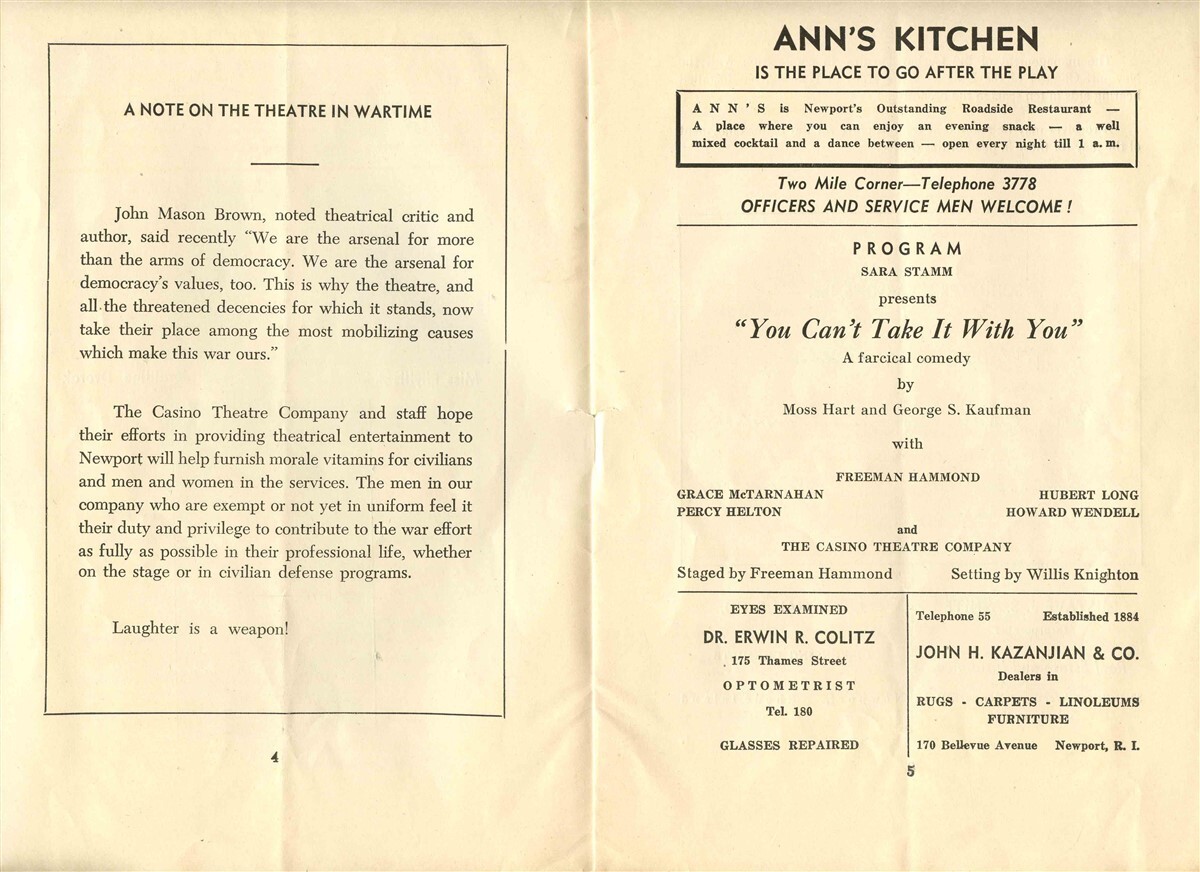 A NOTE ON THE THEATRE IN WARTIME
John Mason Brown, noted theatrical critic and
author, said recently "We are the arsenal for more
than the arms of democracy. We are the arsenal for
democracy's values, too. This is why the theatre, and
all the threatened decencies for which it stands, now
take their place among the most mobilizing causes
which make this war ours."
The Casino Theatre Company and staff hope
their efforts in providing theatrical entertainment to
Newport will help furnish morale vitamins for civilians
and men and women in the services. The men in our
company who are exempt or not yet in uniform feel it
their duty and privilege to contribute to the war effort
as fully as possible in their professional life, whether
on the stage or in civilian defense programs.
Laughter is a weapon!
4
ANN'S KITCHEN
IS THE PLACE TO GO AFTER THE PLAY
ANN'S is Newport's Outstanding Roadside Restaurant —
A place where you can enjoy an evening snack — a well
mixed cocktail and a dance between — open every night till 1 a.m.
Two Mile Corner—Telephone 3778
OFFICERS AND SERVICE MEN WELCOME!
PROGRAM
SARA STAMM
presents
"You Can't Take It With You"
A farcical comedy
by
Moss Hart and George S. Kaufman
with
FREEMAN HAMMOND
GRACE McTARNAHAN HUBERT LONG
PERCY HELTON HOWARD WENDELL
and
THE CASINO THEATRE COMPANY
Staged by Freeman Hammond Setting by Willis Knighton
EYES EXAMINED
DR. ERWIN R. COLITZ
175 Thames Street
OPTOMETRIST
Tel. 180
GLASSES REPAIRED
Telephone 55 Established 1884
JOHN H. KAZANJIAN & CO.
Dealers in
RUGS - CARPETS - LINOLEUMS
FURNITURE
170 Bellevue Avenue Newport, R. I.
5